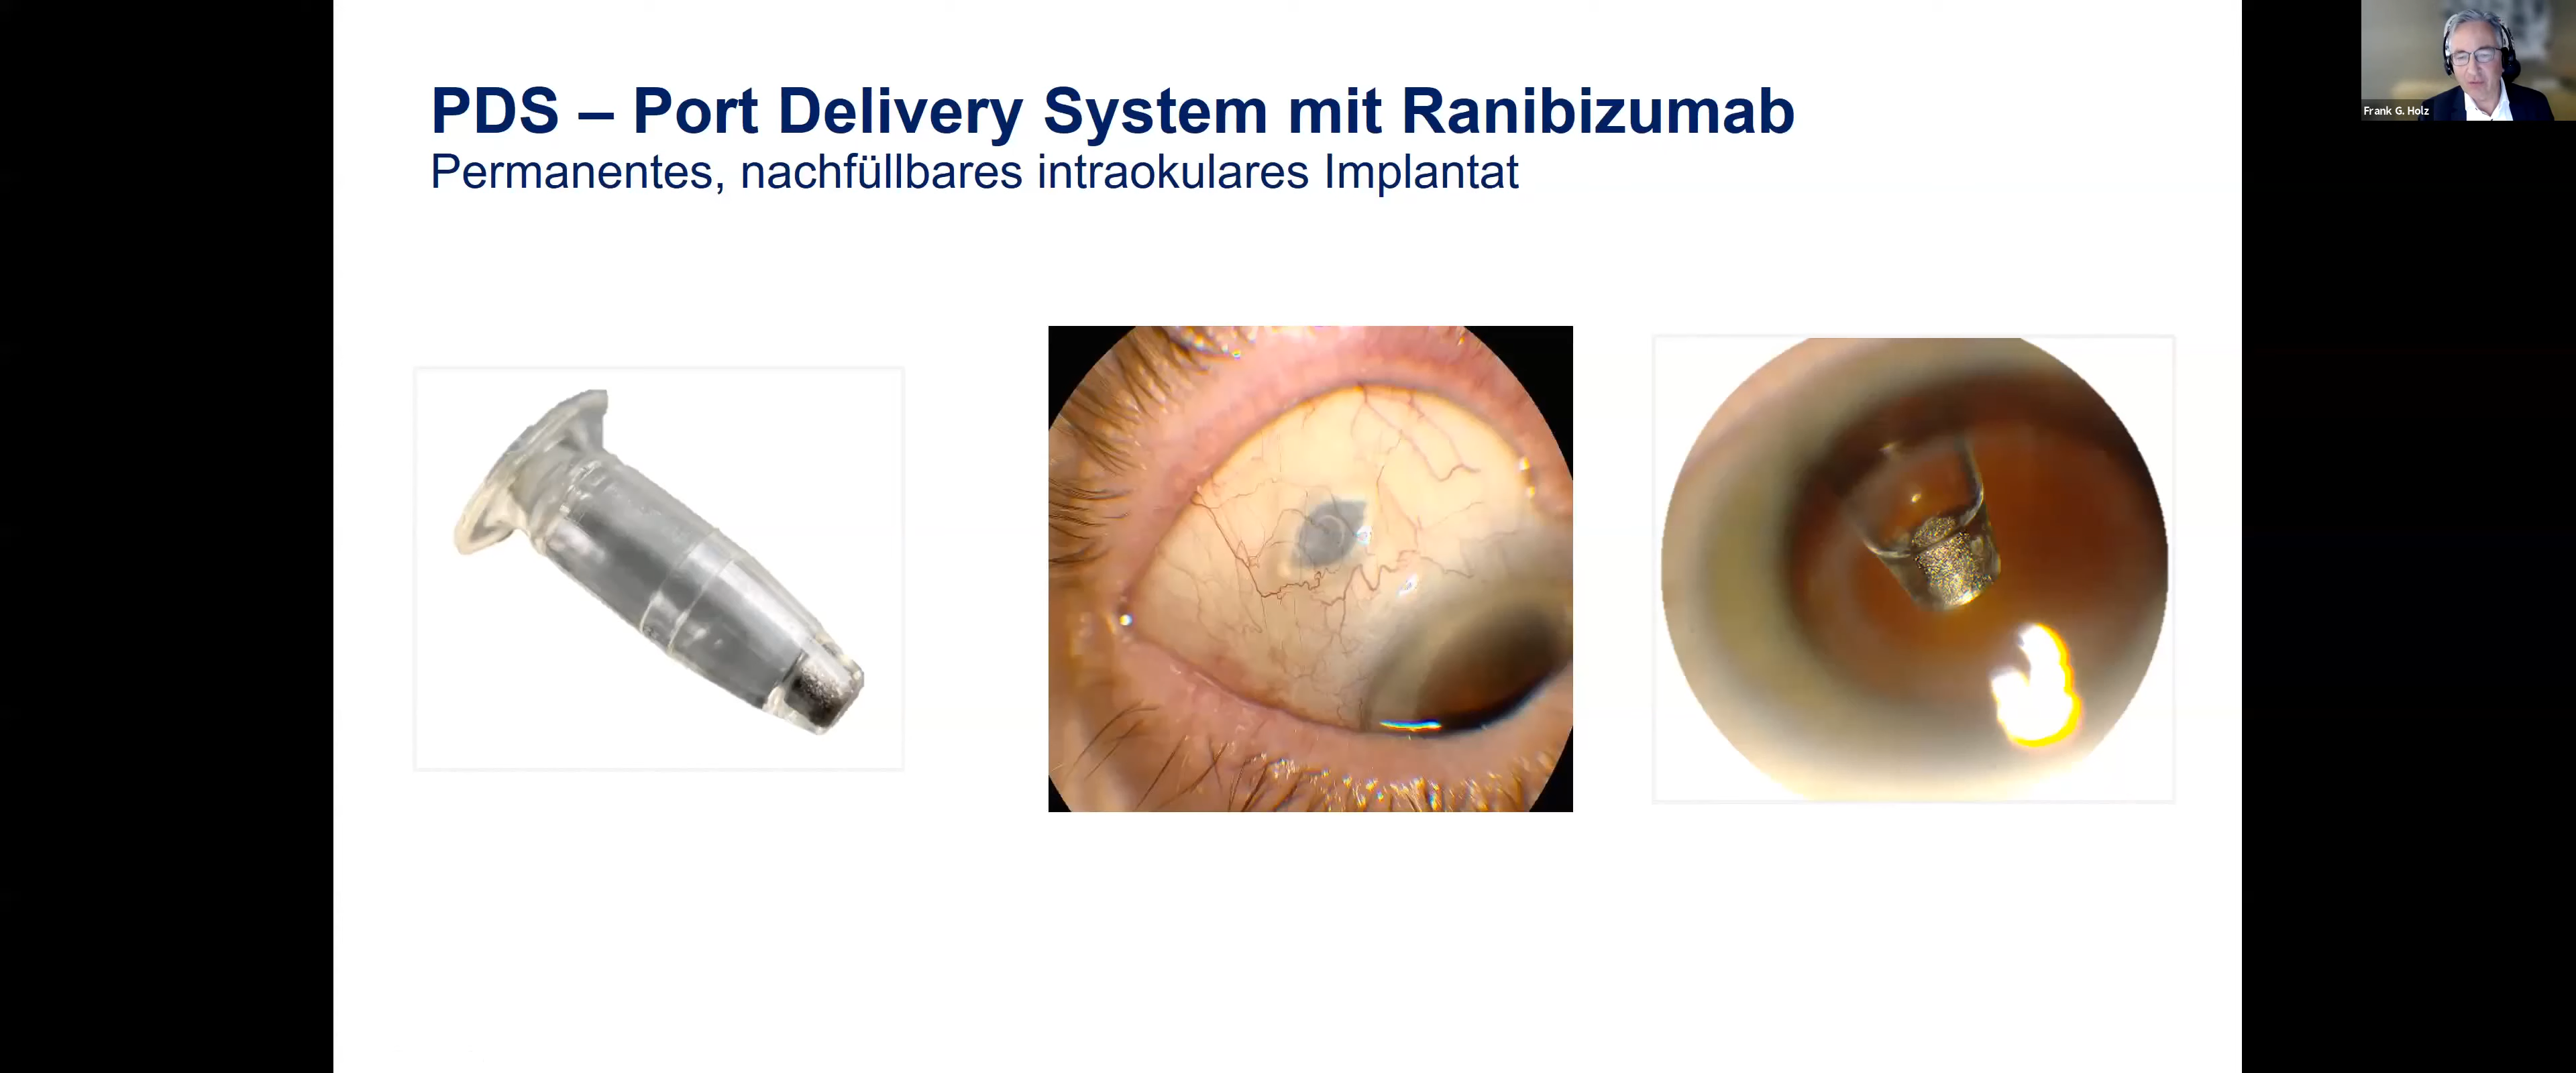 PDS – Port Delivery System mit Ranibizumab
Permanentes, nachfüllbares intraokulares Implantat
Frank G. Holz